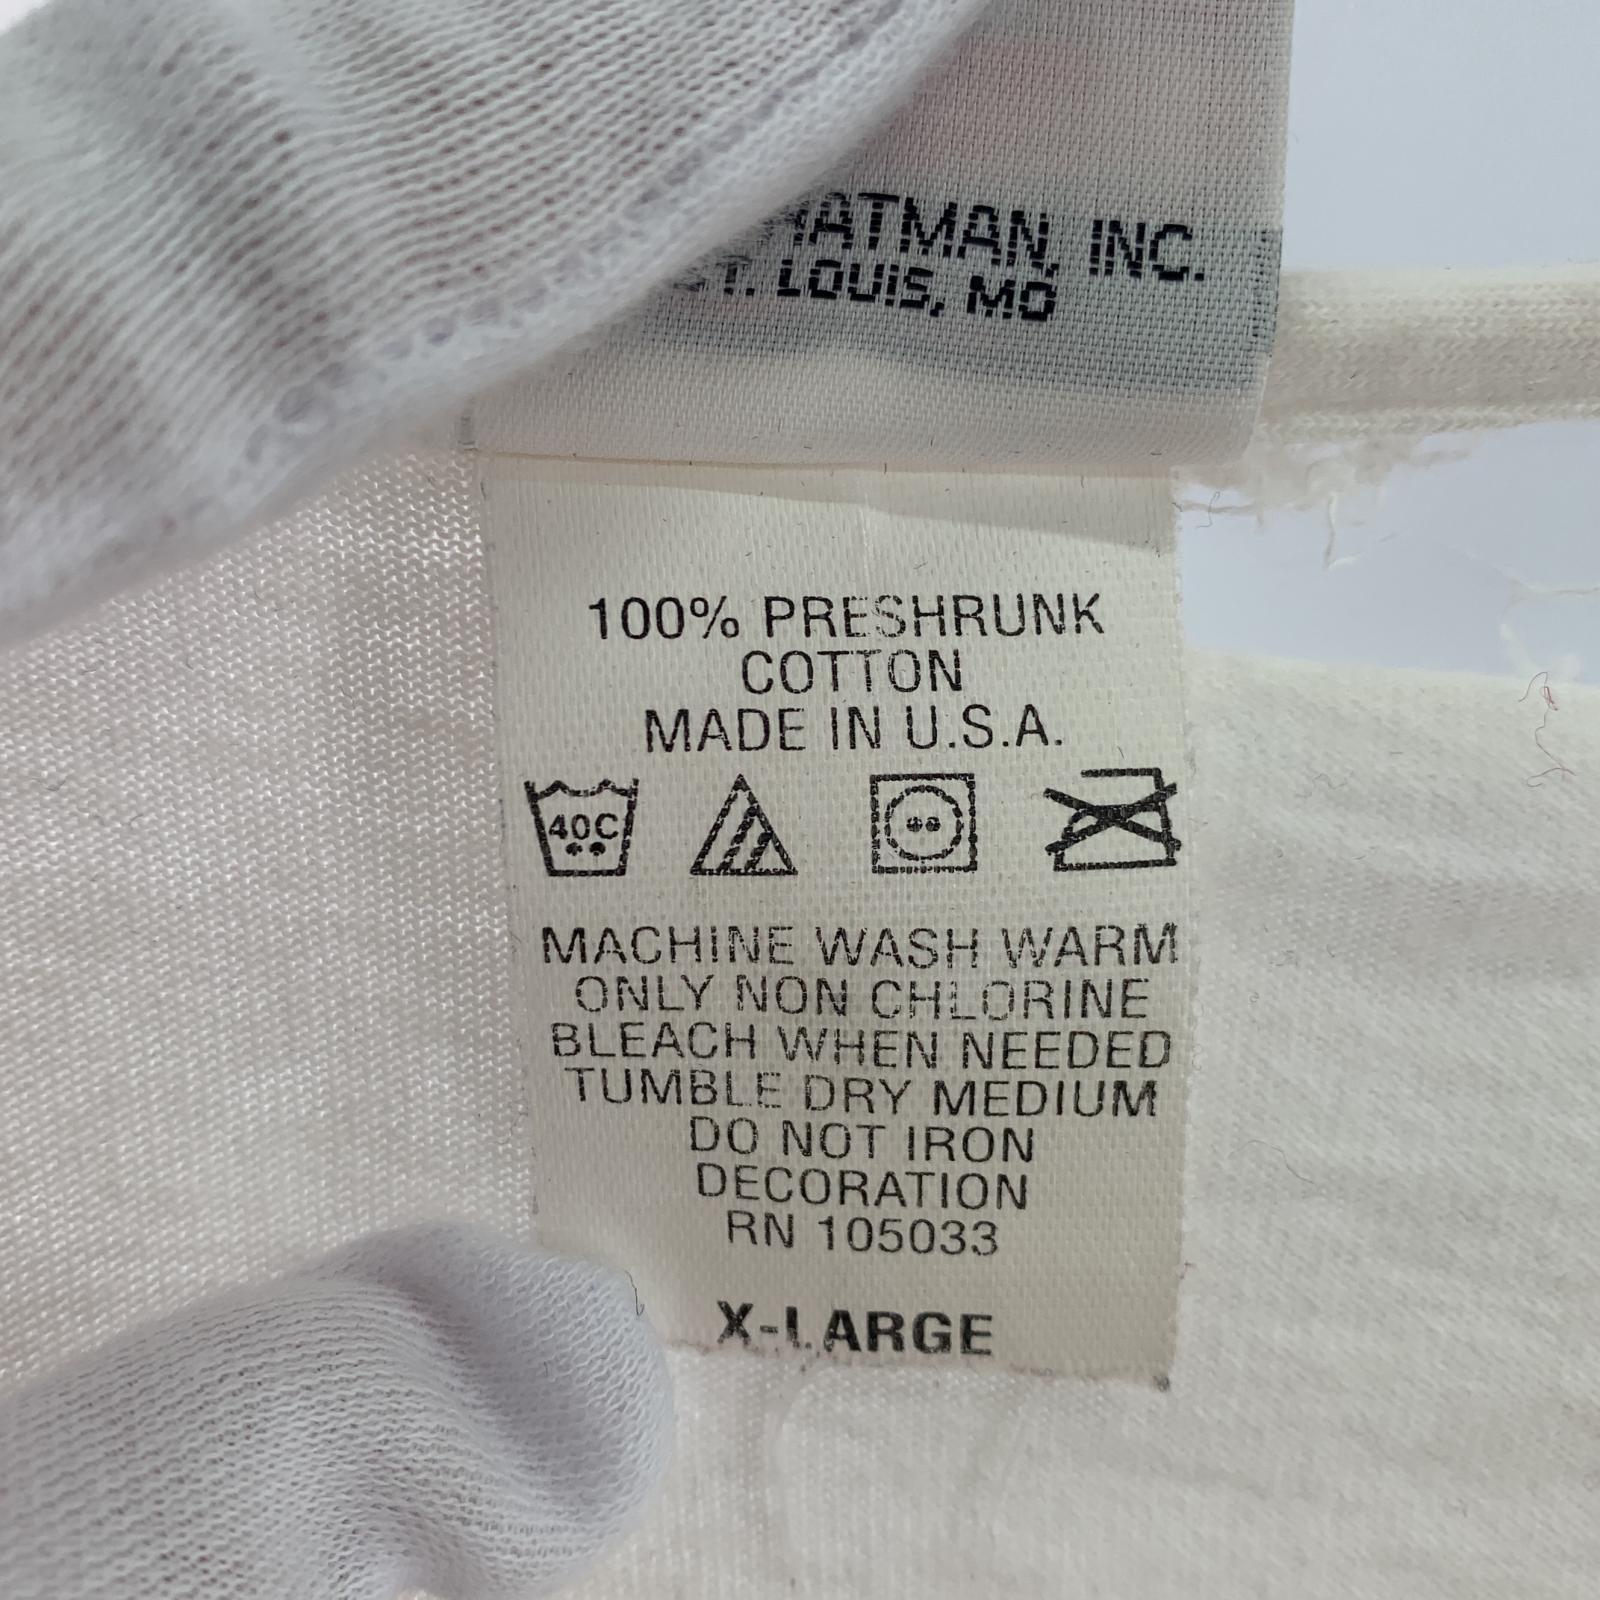 HATMAN, INC.
ST. LOUIS, MO
100% PRESHRUNK
COTTON
MADE IN U.S.A.
40C
MACHINE WASH WARM
ONLY NON CHLORINE
BLEACH WHEN NEEDED
TUMBLE DRY MEDIUM
DO NOT IRON
DECORATION
RN 105033
X-LARGE